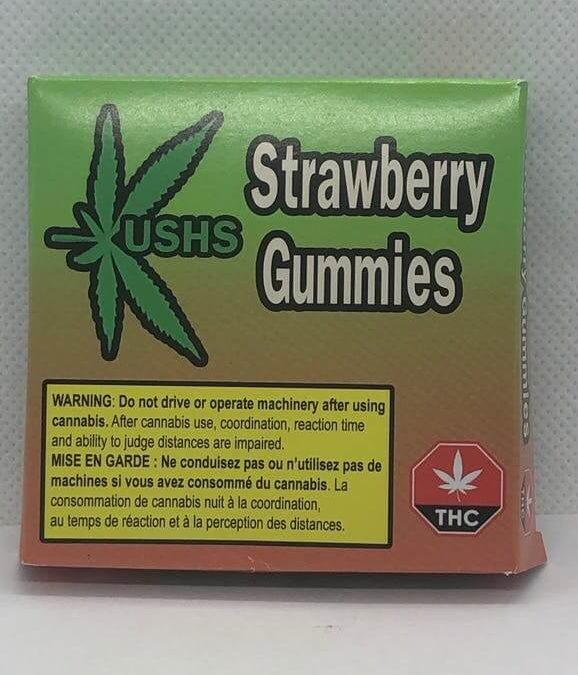 KUSHS
Strawberry
Gummies
WARNING: Do not drive or operate machinery after using
cannabis. After cannabis use, coordination, reaction time
and ability to judge distances are impaired.
MISE EN GARDE : Ne conduisez pas ou n'utilisez pas de
machines si vous avez consommé du cannabis. La
consommation de cannabis nuit à la coordination,
au temps de réaction et à la perception des distances.
THC